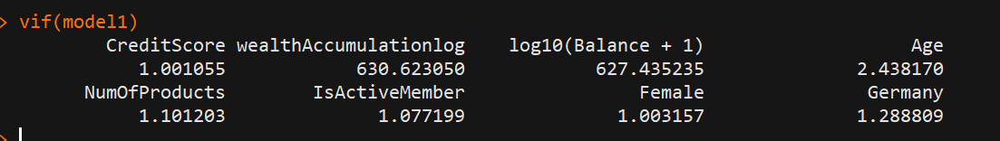 > vif(model1)
CreditScore wealthAccumulationlog log10(Balance + 1) Age
1.001055 630.623050 627.435235 2.438170
NumOfProducts IsActiveMember Female Germany
1.101203 1.077199 1.003157 1.288809
>